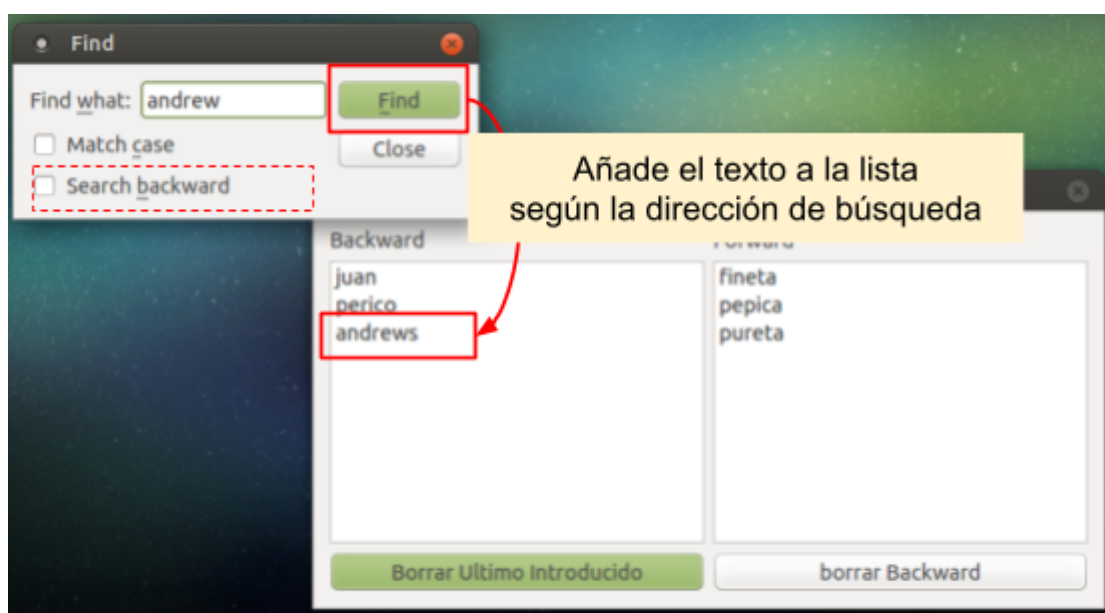 Find
Find what: andrew Find
Match case Close
Search backward
Añade el texto a la lista
según la dirección de búsqueda
Backward Forward
juan fineta
perico pepica
andrews pureta
Borrar Ultimo Introducido borrar Backward